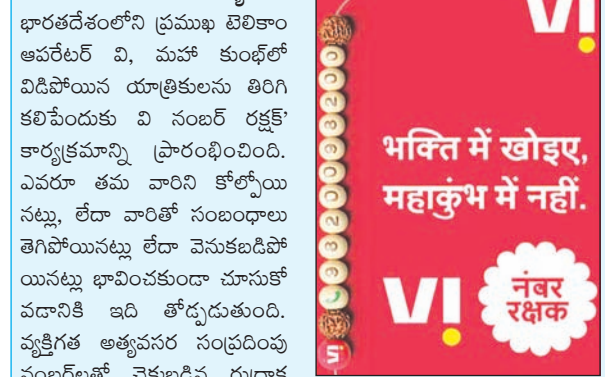 భారతదేశంలోని ప్రముఖ టెలికాం
ఆపరేటర్ వి, మహా కుంభ్‌లో
విడిపోయిన యాత్రికులను తిరిగి
కలిపేందుకు వి నంబర్ రక్షక్’
కార్యక్రమాన్ని ప్రారంభించింది.
ఎవరూ తమ వారిని కోల్పోయి
నట్లు, లేదా వారితో సంబంధాలు
తెగిపోయినట్లు లేదా వెనుకబడిపో
యినట్లు భావించకుండా చూసుకో
వడానికి ఇది తోడ్పడుతుంది.
వ్యక్తిగత అత్యవసర సంప్రదింపు
VI
भक्ति में खोइए,
महाकुंभ में नहीं.
VI
नंबर
रक्षक